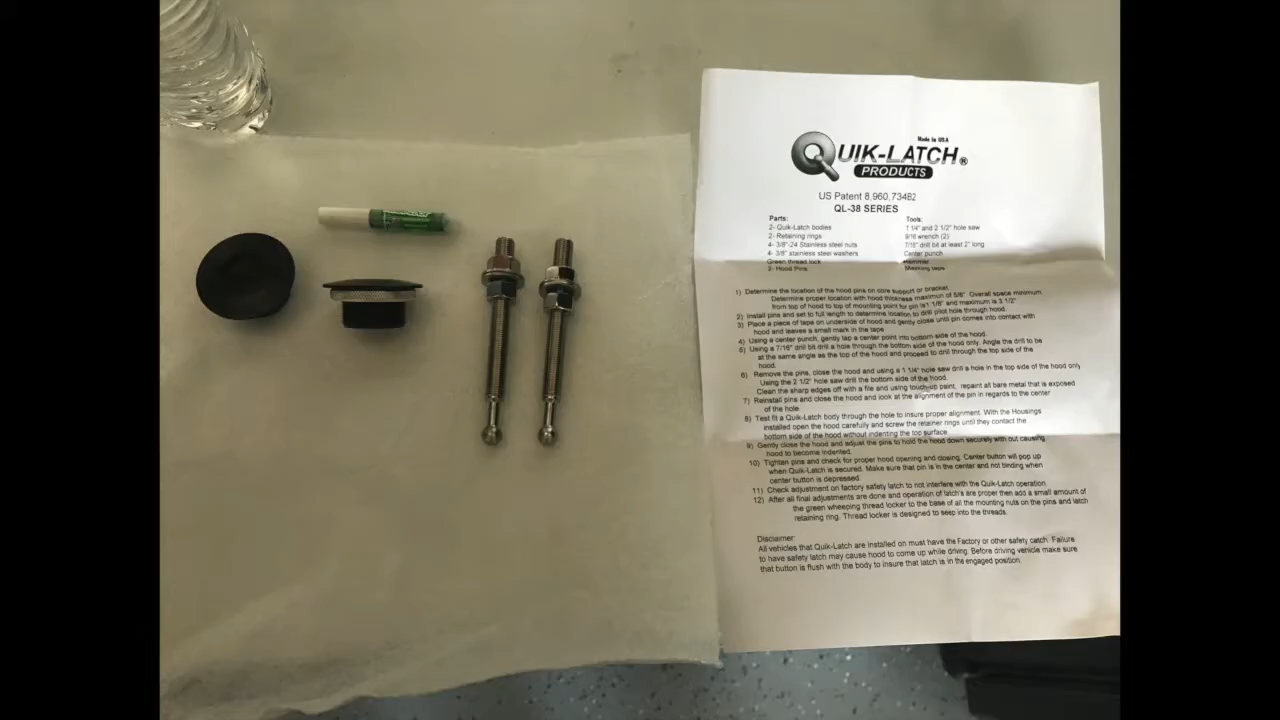 Made in USA
QUIK-LATCH®
PRODUCTS
US Patent 8,960,73482
QL-38 SERIES
Parts:
2- Quik-Latch bodies
2- Retaining rings
4- 3/8"-24 Stainless steel nuts
4- 3/8" stainless steel washers
Green thread lock
2- Hood Pins
Tools:
1 1/4" and 2 1/2" hole saw
9/16 wrench (2)
7/16" drill bit at least 2" long
Center punch
Hammer
Masking tape
1) Determine the location of the hood pins on core support or bracket.
Determine proper location with hood thickness maximun of 5/8" Overall space minimum
from top of hood to top of mounting point for pin is 1 1/8" and maximum is 3 1/2"
2) Install pins and set to full length to determine location to drill pilot hole through hood.
3) Place a piece of tape on underside of hood and gently close until pin comes into contact with
hood and leaves a small mark in the tape
4) Using a center punch, gently tap a center point into bottom side of the hood.
5) Using a 7/16" drill bit drill a hole through the bottom side of the hood only. Angle the drill to be
at the same angle as the top of the hood and proceed to drill through the top side of the
hood.
6) Remove the pins, close the hood and using a 1 1/4" hole saw drill a hole in the top side of the hood only
Using the 2 1/2" hole saw drill the bottom side of the hood.
Clean the sharp edges off with a file and using touch-up paint, repaint all bare metal that is exposed
7) Reinstall pins and close the hood and look at the alignment of the pin in regards to the center
of the hole.
8) Test fit a Quik-Latch body through the hole to insure proper alignment. With the Housings
installed open the hood carefully and screw the retainer rings until they contact the
bottom side of the hood without indenting the top surface
9) Gently close the hood and adjust the pins to hold the hood down securely with out causing
hood to become indented.
10) Tighten pins and check for proper hood opening and closing. Center button will pop up
when Quik-Latch is secured. Make sure that pin is in the center and not binding when
center button is depressed.
11) Check adjustment on factory safety latch to not interfere with the Quik-Latch operation.
12) After all final adjustments are done and operation of latch's are proper then add a small amount of
the green wheeping thread locker to the base of all the mounting nuts on the pins and latch
retaining ring. Thread locker is designed to seep into the threads.
Disclaimer:
All vehicles that Quik-Latch are installed on must have the Factory or other safety catch. Failure
to have safety latch may cause hood to come up while driving. Before driving vehicle make sure
that button is flush with the body to insure that latch is in the engaged position.